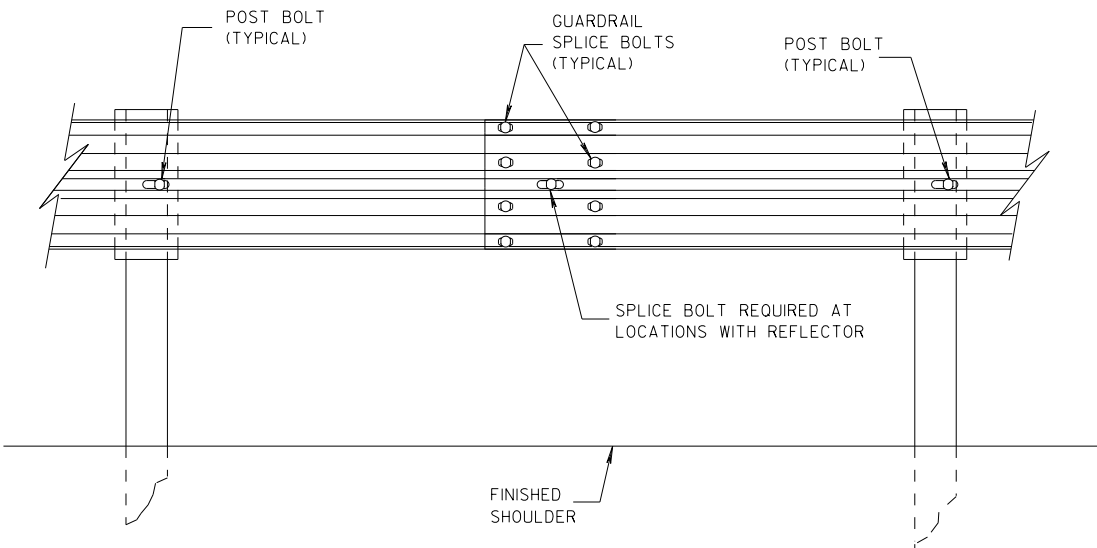 POST BOLT
(TYPICAL)
GUARDRAIL
SPLICE BOLTS
(TYPICAL)
POST BOLT
(TYPICAL)
SPLICE BOLT REQUIRED AT
LOCATIONS WITH REFLECTOR
FINISHED
SHOULDER